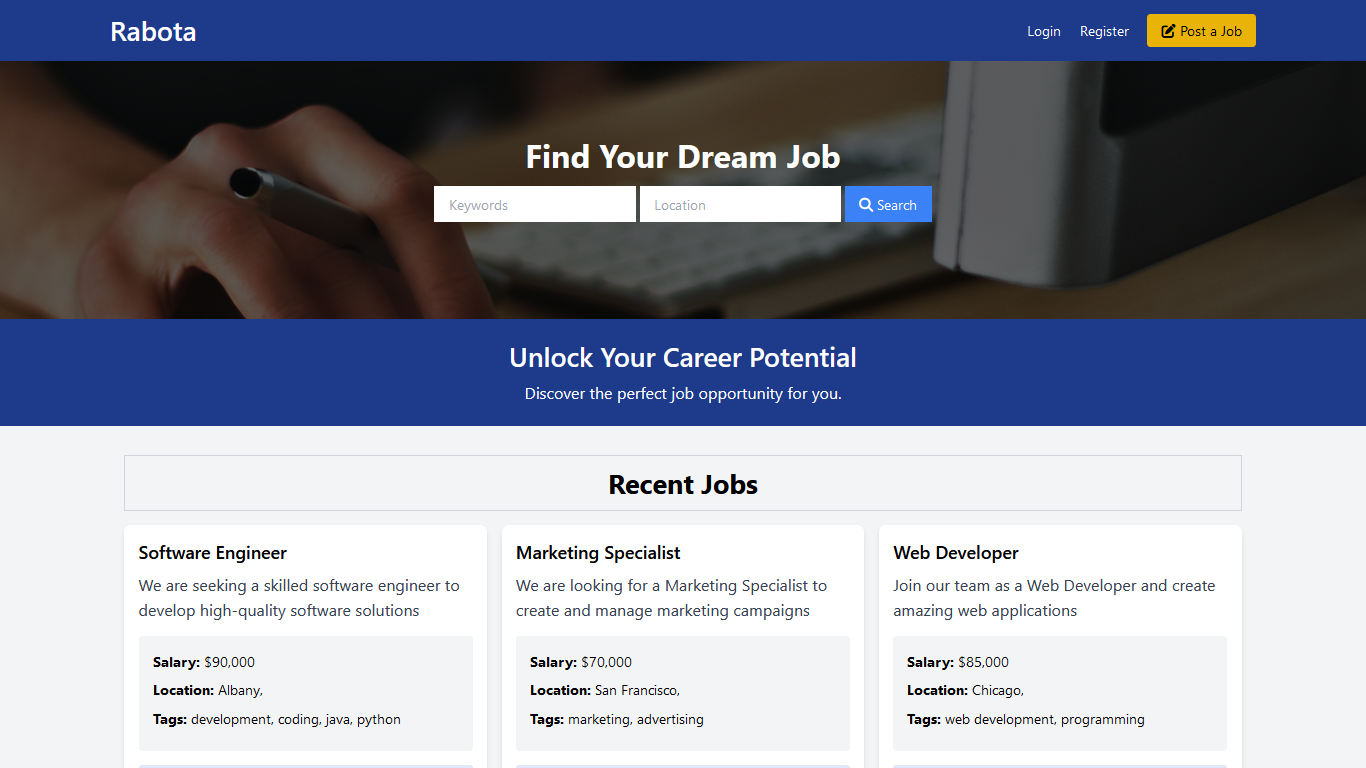 Rabota
Login Register Post a Job
Find Your Dream Job
Keywords Location Search
Unlock Your Career Potential
Discover the perfect job opportunity for you.
Recent Jobs
Software Engineer
We are seeking a skilled software engineer to
develop high-quality software solutions
Salary: $90,000
Location: Albany,
Tags: development, coding, java, python
Marketing Specialist
We are looking for a Marketing Specialist to
create and manage marketing campaigns
Salary: $70,000
Location: San Francisco,
Tags: marketing, advertising
Web Developer
Join our team as a Web Developer and create
amazing web applications
Salary: $85,000
Location: Chicago,
Tags: web development, programming